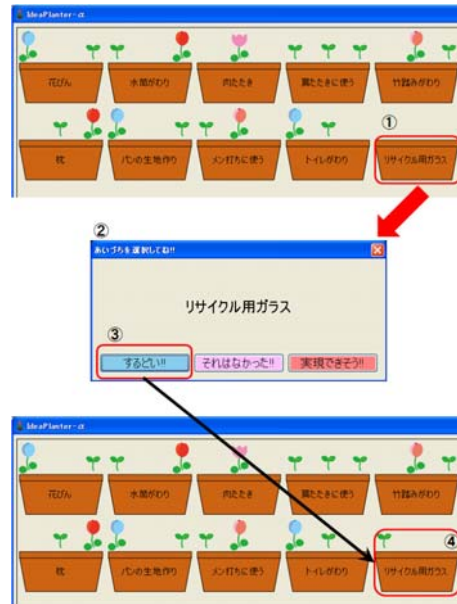 IdeaPlanter-α
花びん
水筒がわり
肉たたき
肩たたきに使う
竹踏みがわり
①
枕
パンの生地作り
メン打ちに使う
トイレがわり
リサイクル用ガラス
②
あいづちを選択してね!!
リサイクル用ガラス
③
するどい!!
それはなかった!!
実現できそう!!
IdeaPlanter-α
花びん
水筒がわり
肉たたき
肩たたきに使う
竹踏みがわり
④
枕
パンの生地作り
メン打ちに使う
トイレがわり
リサイクル用ガラス